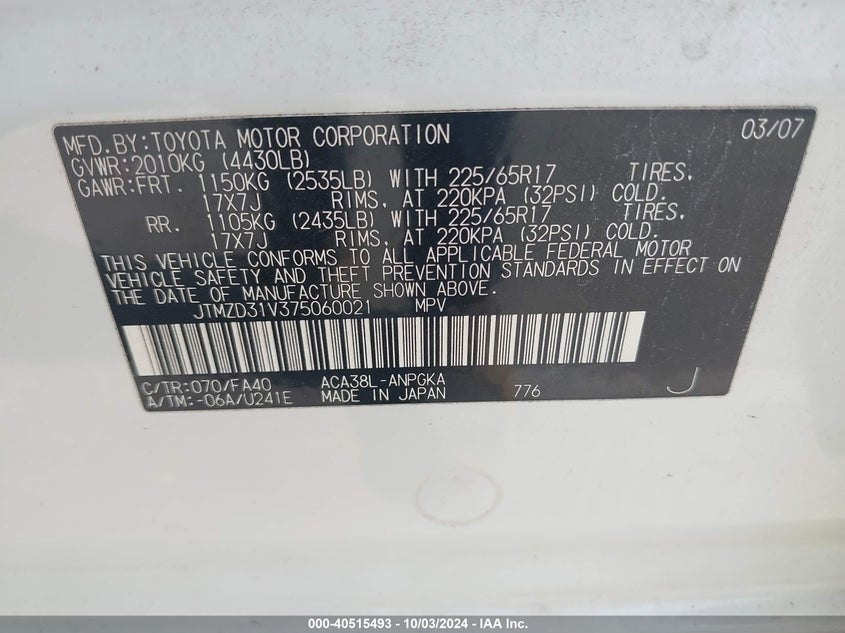 MFD.BY:TOYOTA MOTOR CORPORATION 03/07
GVWR:2010KG (4430LB)
GAWR:FRT. 1150KG (2535LB) WITH 225/65R17 TIRES,
17X7J RIMS, AT 220KPA (32PSI) COLD.
RR. 1105KG (2435LB) WITH 225/65R17 TIRES,
17X7J RIMS, AT 220KPA (32PSI) COLD.
THIS VEHICLE CONFORMS TO ALL APPLICABLE FEDERAL MOTOR
VEHICLE SAFETY AND THEFT PREVENTION STANDARDS IN EFFECT ON
THE DATE OF MANUFACTURE SHOWN ABOVE.
JTMZD31V375060021 MPV
C/TR:070/FA40 ACA38L-ANPGKA
A/TM:-06A/U241E MADE IN JAPAN 776 J
000-40515493 - 10/03/2024 - IAA Inc.